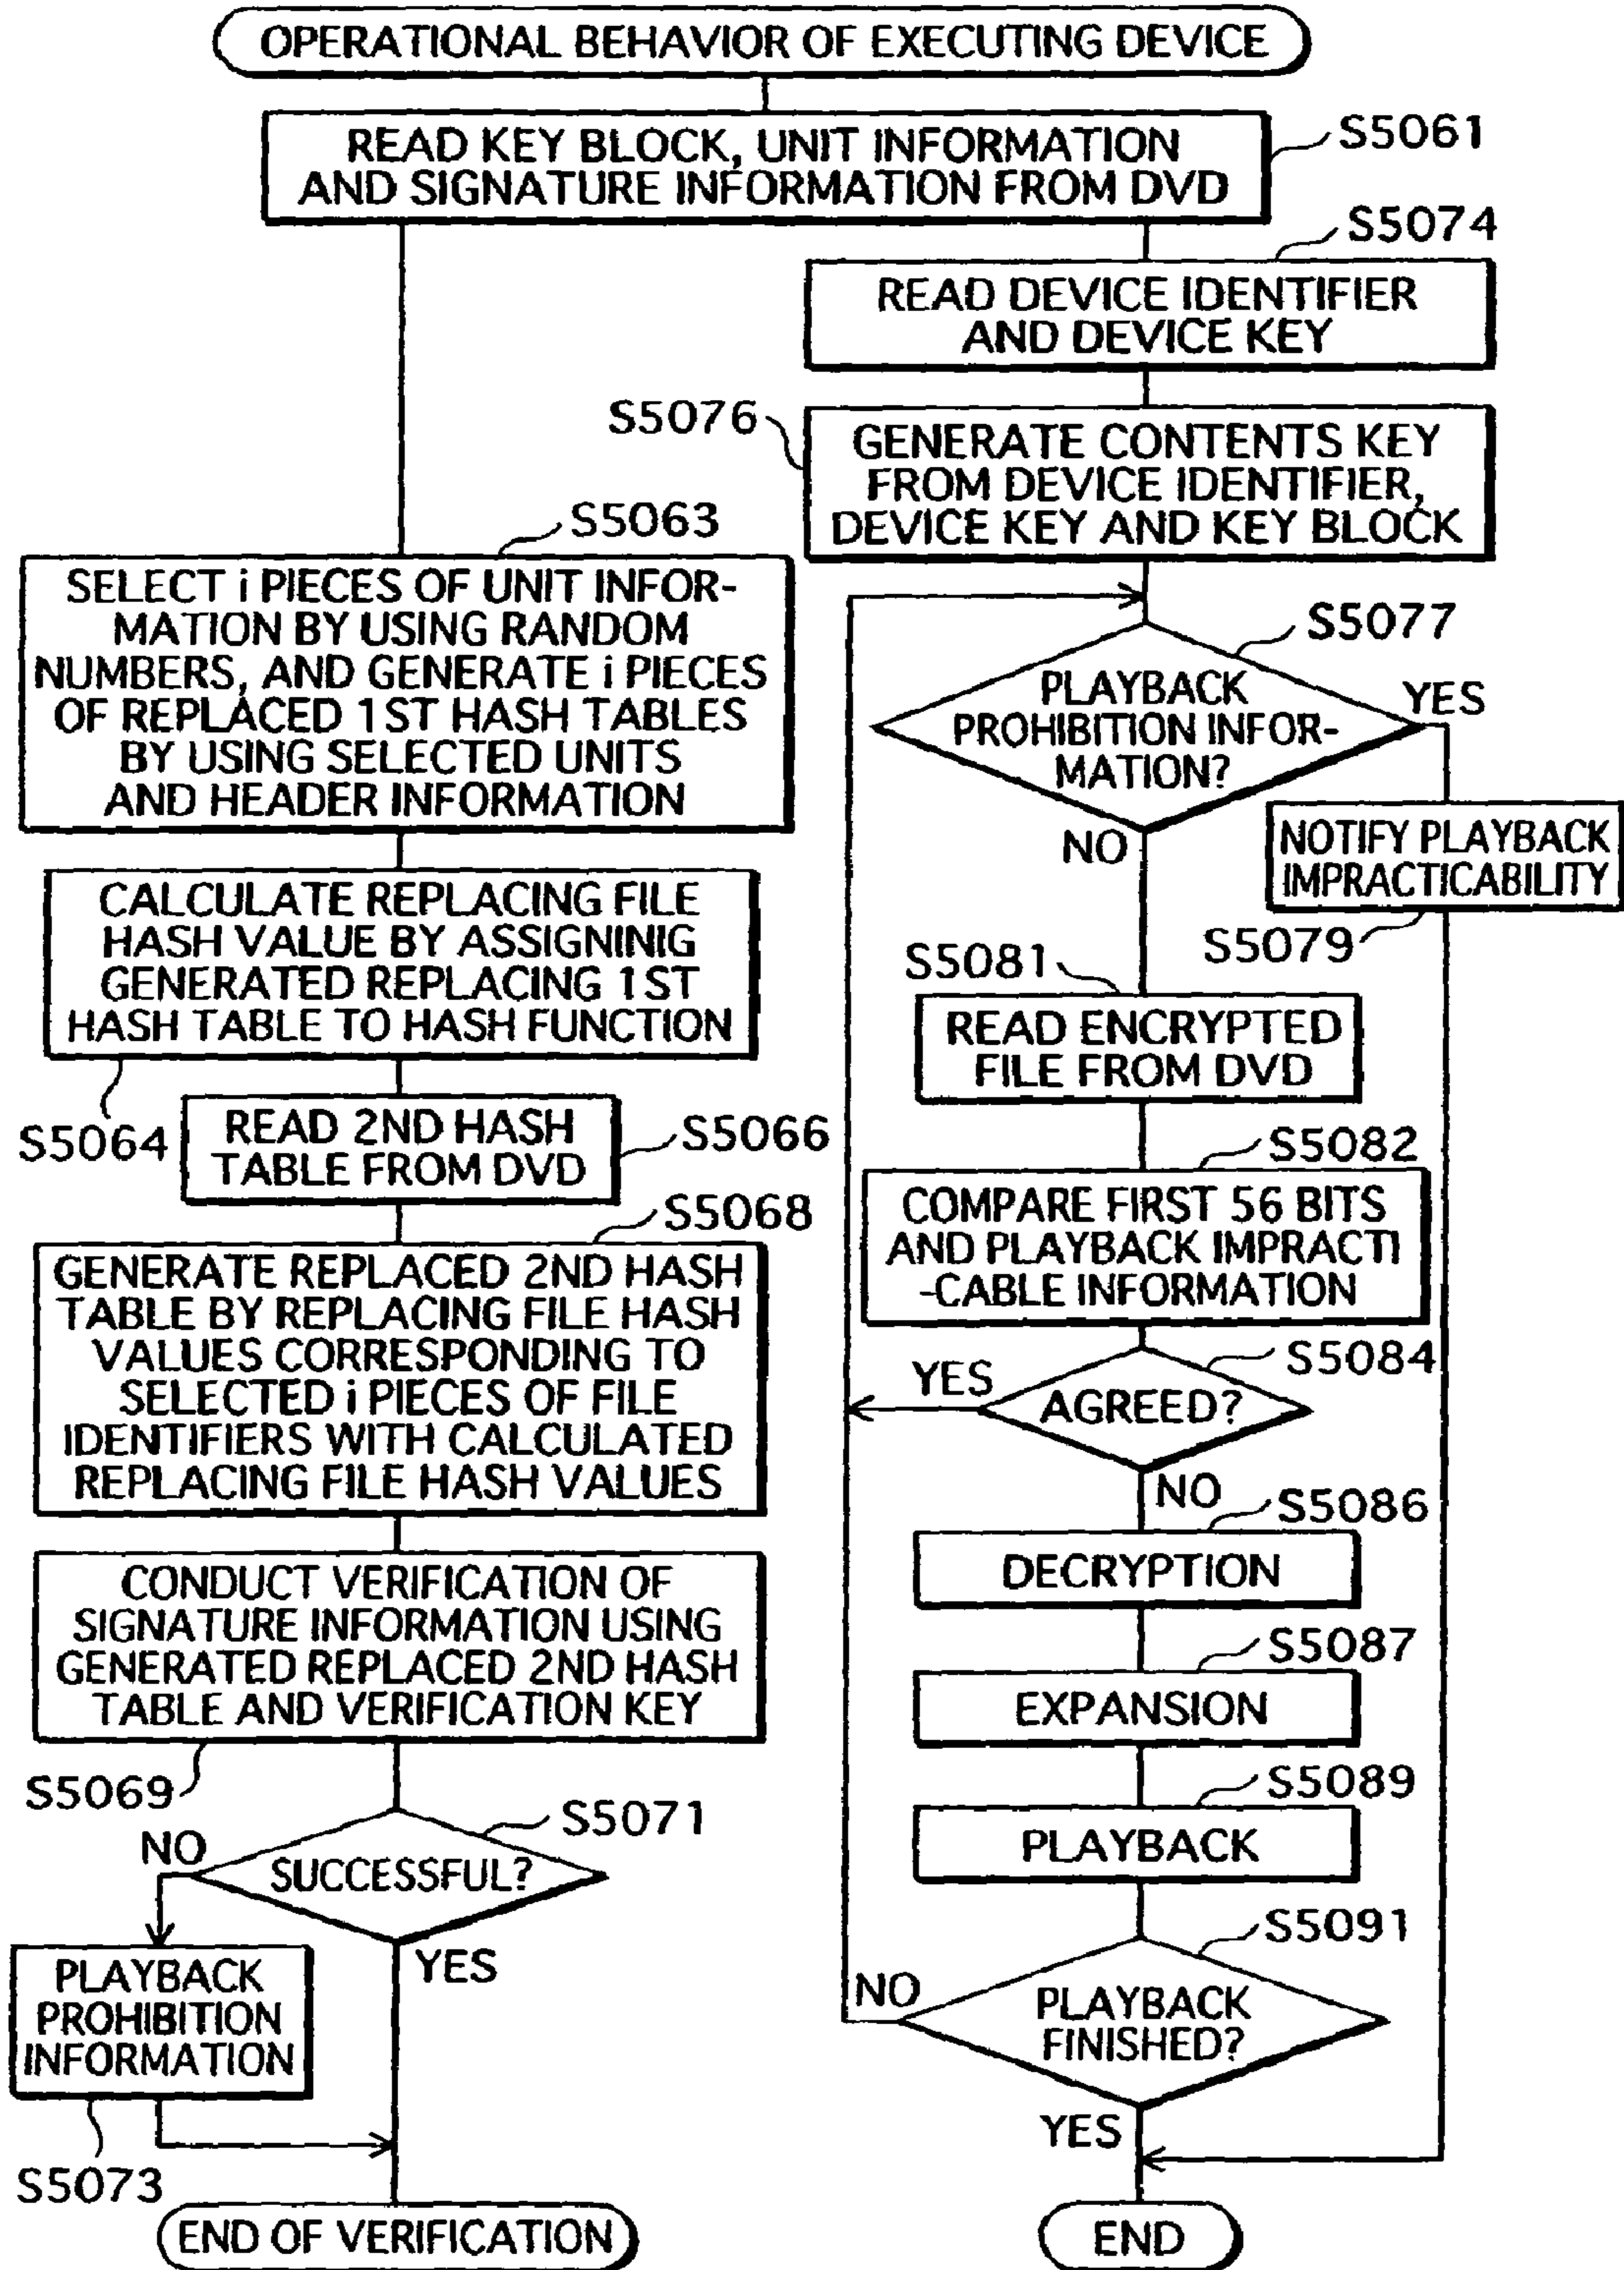 OPERATIONAL BEHAVIOR OF EXECUTING DEVICE
READ KEY BLOCK, UNIT INFORMATION
AND SIGNATURE INFORMATION FROM DVD
S5061
S5074
READ DEVICE IDENTIFIER
AND DEVICE KEY
S5076
GENERATE CONTENTS KEY
FROM DEVICE IDENTIFIER,
DEVICE KEY AND KEY BLOCK
S5063
SELECT i PIECES OF UNIT INFOR-
MATION BY USING RANDOM
NUMBERS, AND GENERATE i PIECES
OF REPLACED 1ST HASH TABLES
BY USING SELECTED UNITS
AND HEADER INFORMATION
S5077
PLAYBACK
PROHIBITION INFOR-
MATION?
YES
NO
NOTIFY PLAYBACK
IMPRACTICABILITY
S5079
CALCULATE REPLACING FILE
HASH VALUE BY ASSIGNINIG
GENERATED REPLACING 1ST
HASH TABLE TO HASH FUNCTION
S5064
S5081
READ ENCRYPTED
FILE FROM DVD
READ 2ND HASH
TABLE FROM DVD
S5066
S5082
COMPARE FIRST 56 BITS
AND PLAYBACK IMPRACTI
-CABLE INFORMATION
S5068
GENERATE REPLACED 2ND HASH
TABLE BY REPLACING FILE HASH
VALUES CORRESPONDING TO
SELECTED i PIECES OF FILE
IDENTIFIERS WITH CALCULATED
REPLACING FILE HASH VALUES
S5084
YES
AGREED?
NO
S5086
DECRYPTION
CONDUCT VERIFICATION OF
SIGNATURE INFORMATION USING
GENERATED REPLACED 2ND HASH
TABLE AND VERIFICATION KEY
S5069
S5087
EXPANSION
S5089
PLAYBACK
S5071
NO
SUCCESSFUL?
YES
S5091
NO
PLAYBACK
FINISHED?
YES
PLAYBACK
PROHIBITION
INFORMATION
S5073
END OF VERIFICATION
END